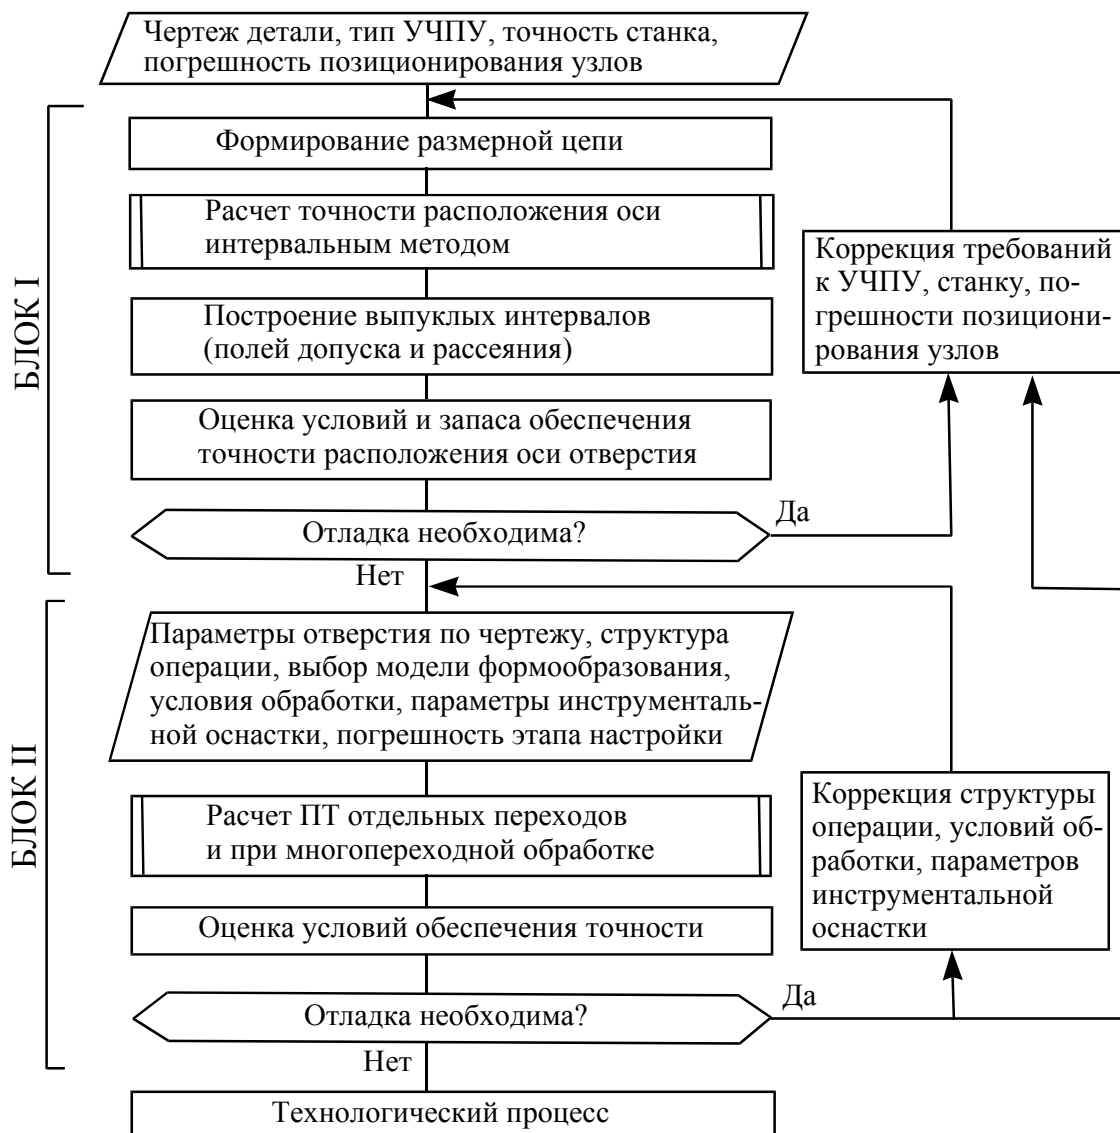 Чертеж детали, тип УЧПУ, точность станка,
погрешность позиционирования узлов
БЛОК I
Формирование размерной цепи
Расчет точности расположения оси
интервальным методом
Построение выпуклых интервалов
(полей допуска и рассеяния)
Оценка условий и запаса обеспечения
точности расположения оси отверстия
Отладка необходима?
Да
Нет
Коррекция требований
к УЧПУ, станку, по-
грешности позициони-
рования узлов
БЛОК II
Параметры отверстия по чертежу, структура
операции, выбор модели формообразования,
условия обработки, параметры инструменталь-
ной оснастки, погрешность этапа настройки
Расчет ПТ отдельных переходов
и при многопереходной обработке
Оценка условий обеспечения точности
Отладка необходима?
Да
Нет
Коррекция структуры
операции, условий об-
работки, параметров
инструментальной
оснастки
Технологический процесс